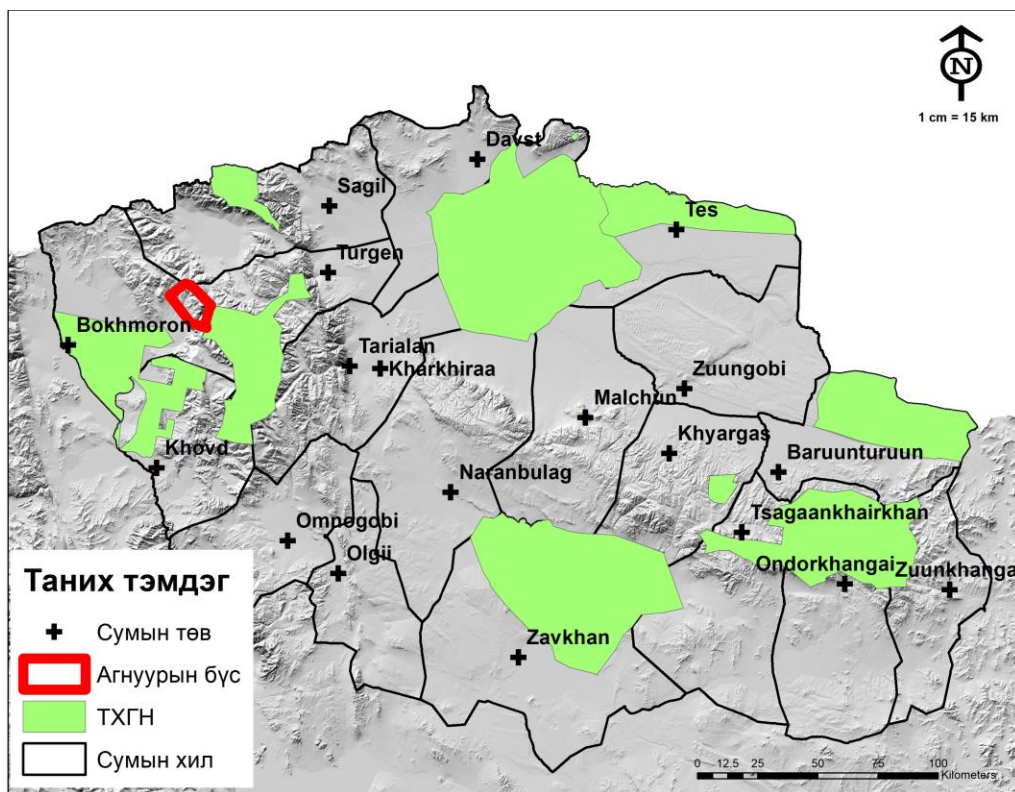 N
1 cm = 15 km
Davst
Sagil
Tes
Turgen
Bokhmoron
Tarialan
Kharkhiraa
Zuungobi
Malchun
Khyargas
Khovd
Baruunturuun
Naranbulag
Tsagaankhairkhan
Omnogobi
Olgii
Ondorkhangai
Zuunkhanga
Zavkhan
Таних тэмдэг
Сумын төв
Агнуурын бүс
ТХГН
Сумын хил
0 12.5 25 50 75 100
Kilometers